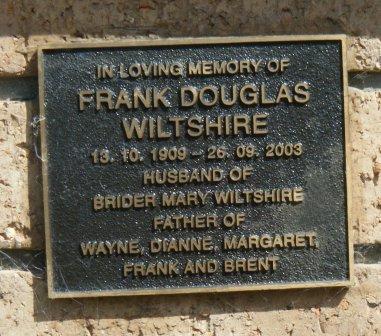 IN LOVING MEMORY OF
FRANK DOUGLAS
WILTSHIRE
13. 10. 1909 - 26. 09. 2003
HUSBAND OF
BRIDER MARY WILTSHIRE
FATHER OF
WAYNE, DIANNE, MARGARET,
FRANK AND BRENT